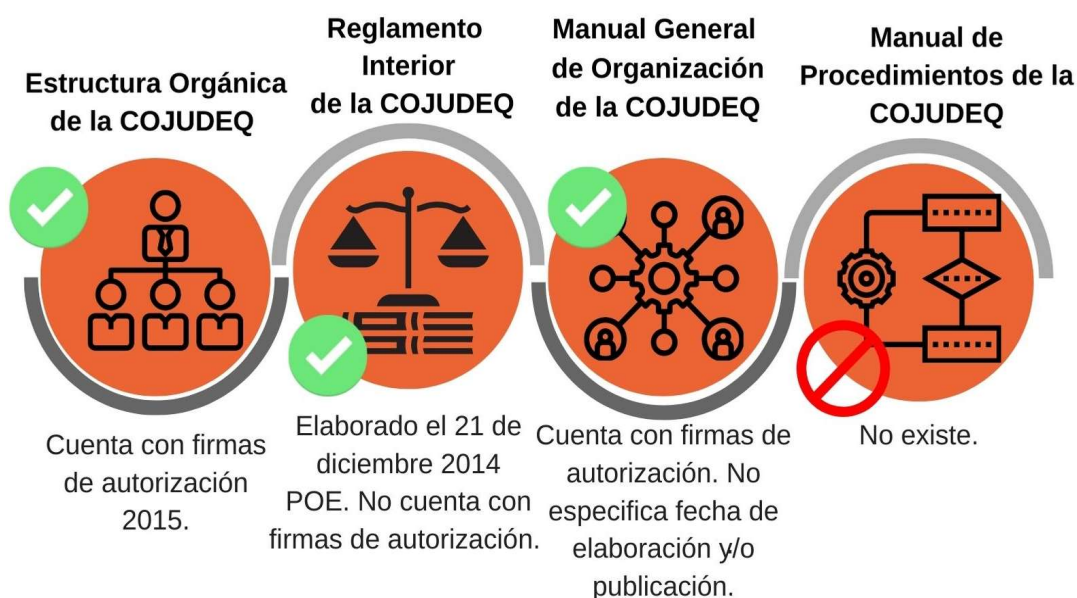 Estructura Orgánica
de la COJUDEQ
Cuenta con firmas
de autorización
2015.
Reglamento
Interior
de la COJUDEQ
Elaborado el 21 de
diciembre 2014
POE. No cuenta con
firmas de autorización.
Manual General
de Organización
de la COJUDEQ
Cuenta con firmas de
autorización. No
especifica fecha de
elaboración y/o
publicación.
Manual de
Procedimientos de la
COJUDEQ
No existe.